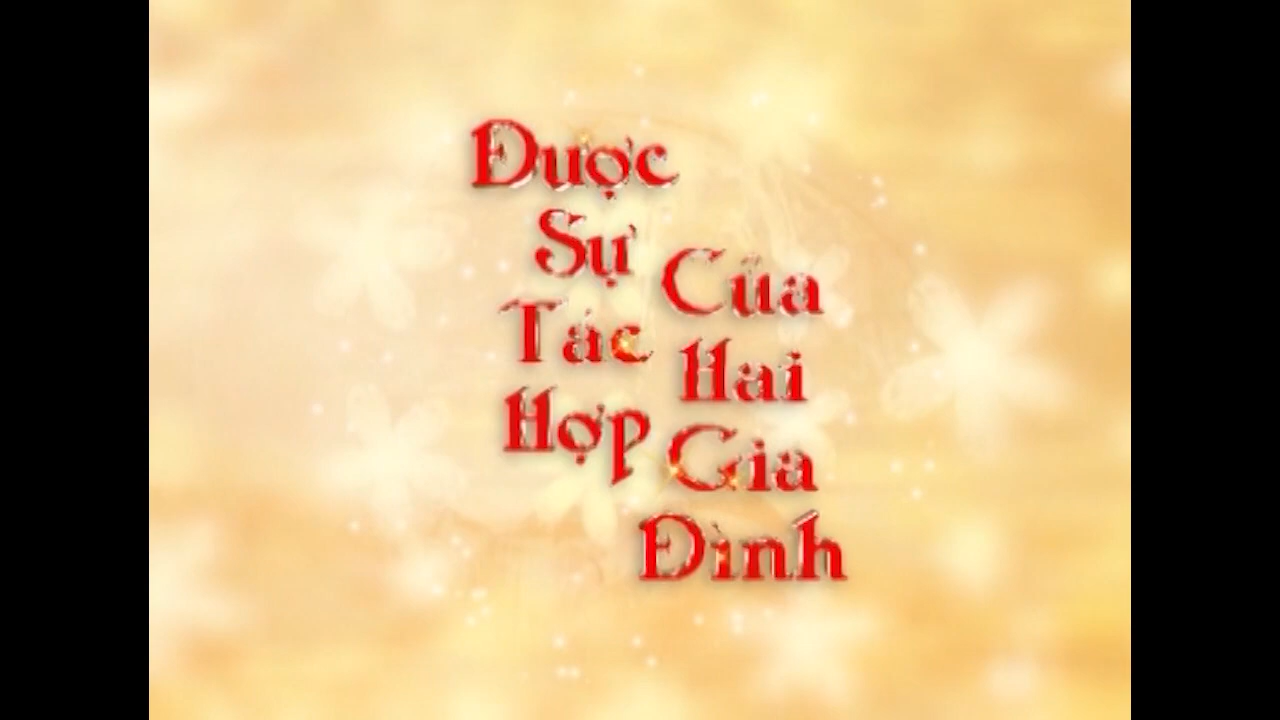 Được
Sự
Tác
Hợp
Của
Hai
Gia
Đình